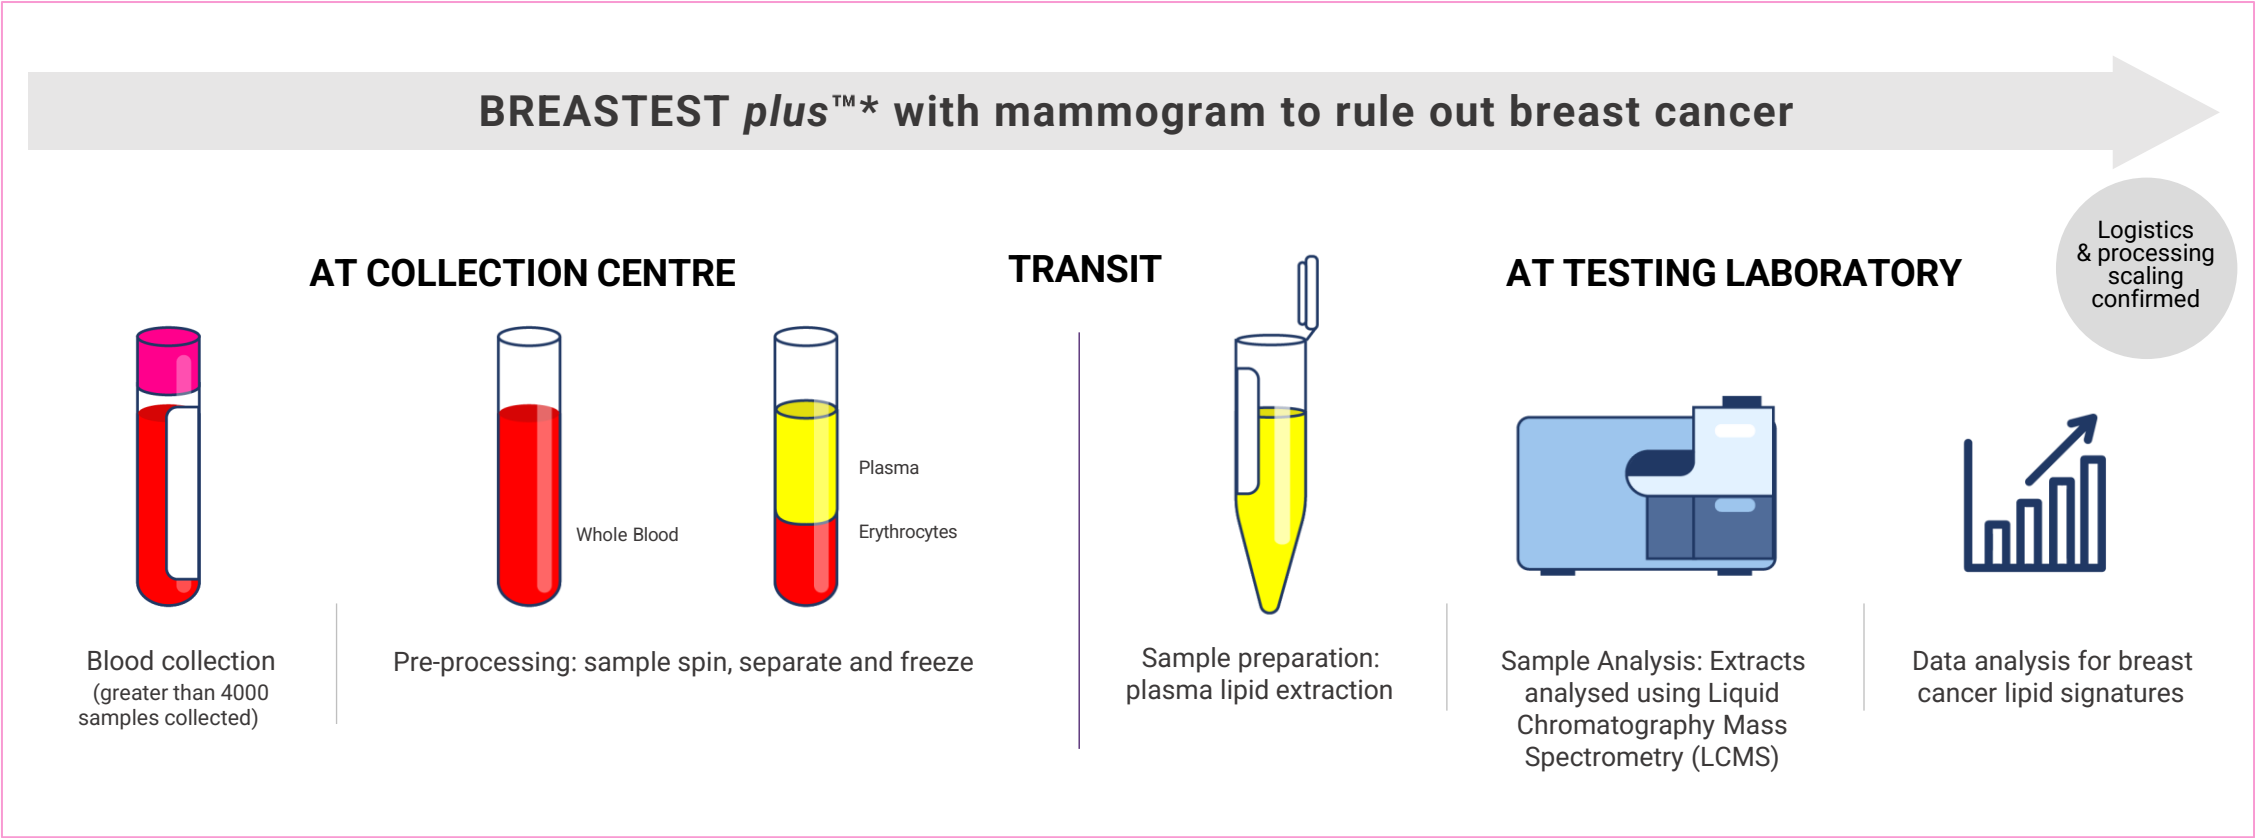 BREASTEST plus™* with mammogram to rule out breast cancer
Logistics
& processing
scaling
confirmed
AT COLLECTION CENTRE
TRANSIT
AT TESTING LABORATORY
Plasma
Whole Blood
Erythrocytes
Blood collection
(greater than 4000
samples collected)
Pre-processing: sample spin, separate and freeze
Sample preparation:
plasma lipid extraction
Sample Analysis: Extracts
analysed using Liquid
Chromatography Mass
Spectrometry (LCMS)
Data analysis for breast
cancer lipid signatures